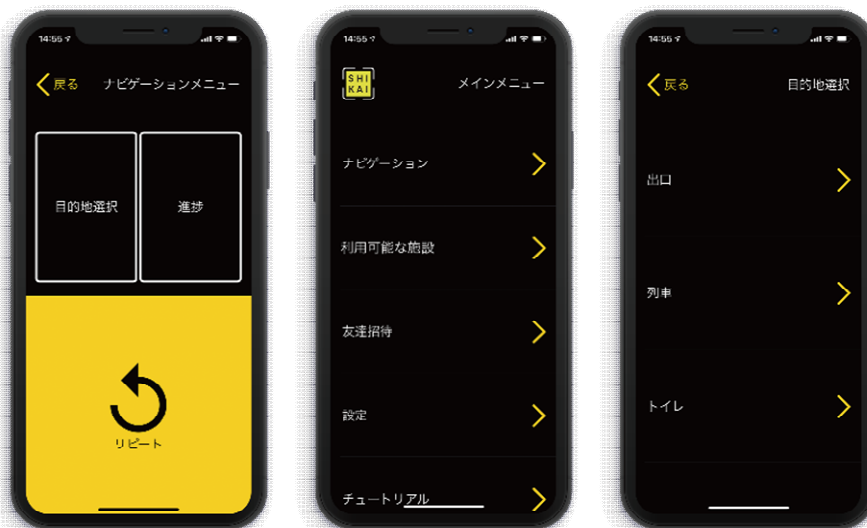 14:55
戻る ナビゲーションメニュー
目的地選択 進捗
リピート
14:55
SHI
KAI
メインメニュー
ナビゲーション
利用可能な施設
友達招待
設定
チュートリアル
14:55
戻る 目的地選択
出口
列車
トイレ